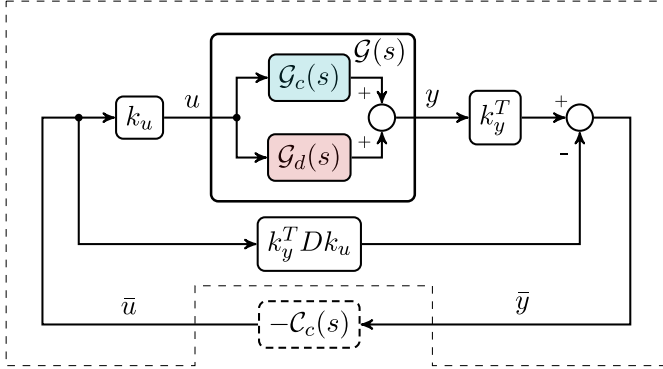 𝒢(s)
𝒢_c(s)
+
k_u
u
y
k_y^T
+
+
𝒢_d(s)
-
k_y^T D k_u
ū
ȳ
−𝒞_c(s)